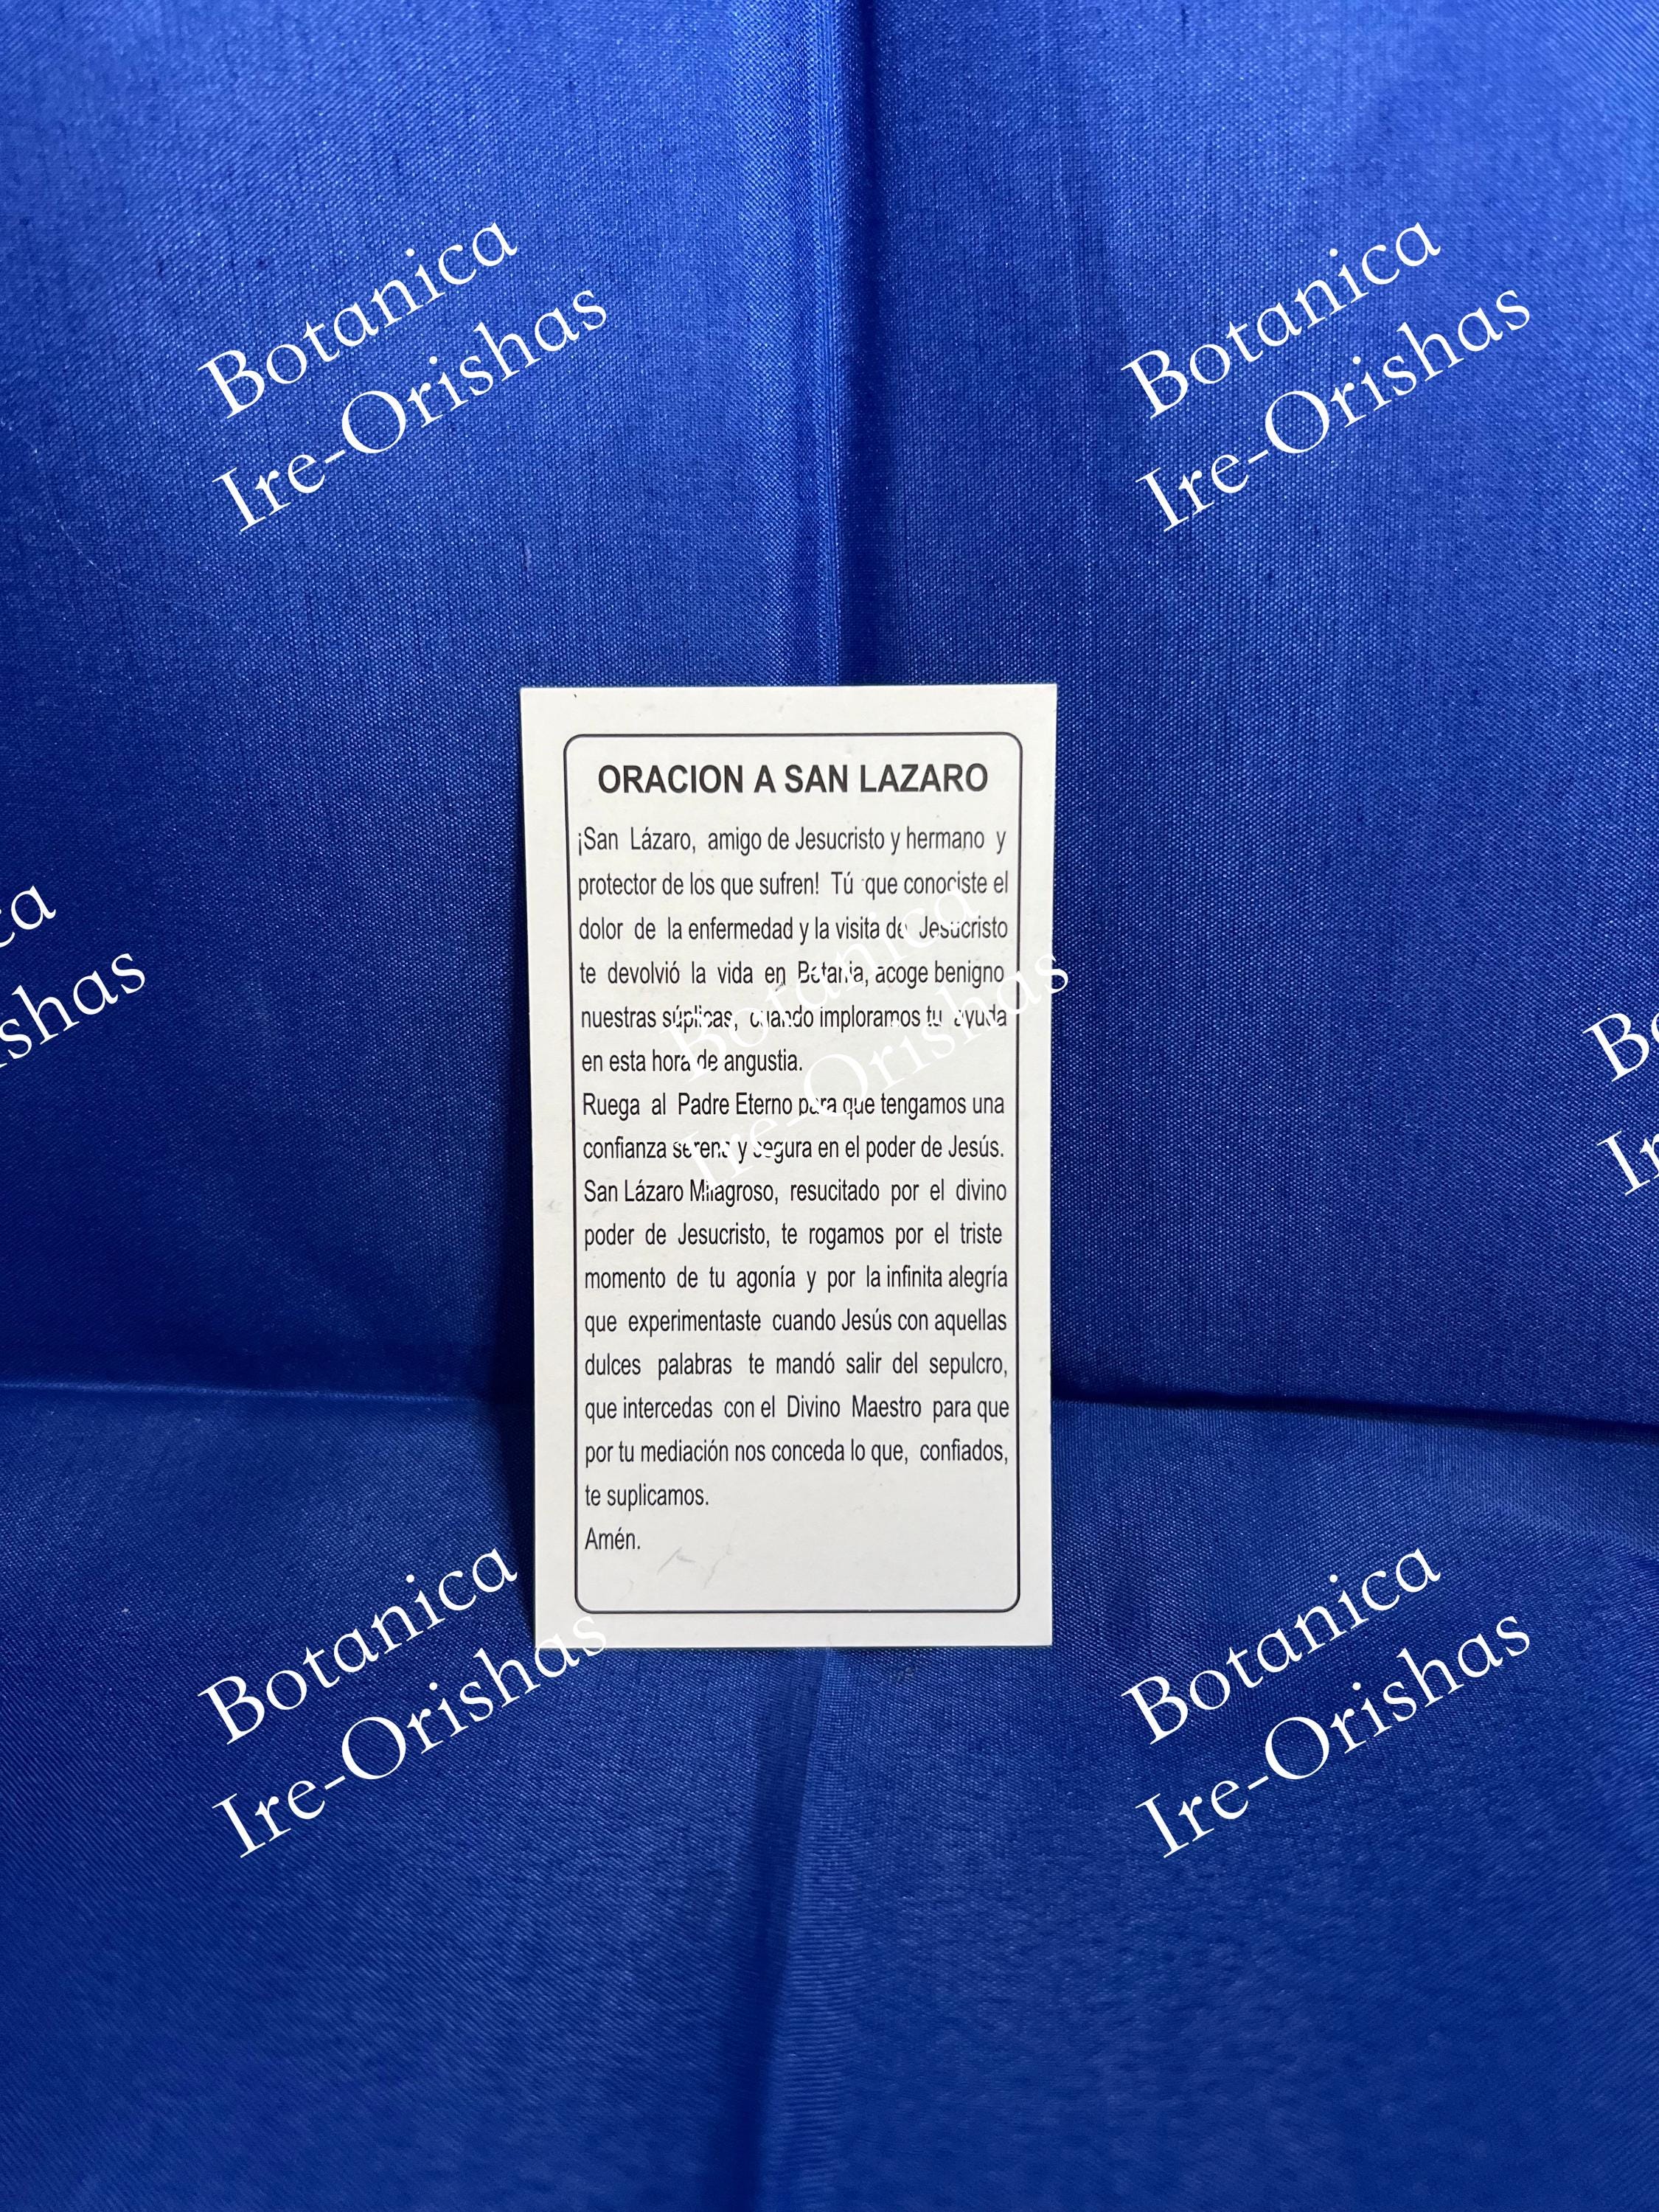 Botanica
Ire-Orishas
Botanica
Ire-Orishas
ORACION A SAN LAZARO
¡San Lázaro, amigo de Jesucristo y hermano y
protector de los que sufren! Tú que conociste el
dolor de la enfermedad y la visita de Jesucristo
te devolvió la vida en Betania, acoge benigno
nuestras súplicas, cuando imploramos tu ayuda
en esta hora de angustia.
Ruega al Padre Eterno para que tengamos una
confianza serena y segura en el poder de Jesús.
San Lázaro Milagroso, resucitado por el divino
poder de Jesucristo, te rogamos por el triste
momento de tu agonía y por la infinita alegría
que experimentaste cuando Jesús con aquellas
dulces palabras te mandó salir del sepulcro,
que intercedas con el Divino Maestro para que
por tu mediación nos conceda lo que, confiados,
te suplicamos.
Amén.
ca
shas
Botanica
Ire-Orishas
Bo
Ir
Botanica
Ire-Orishas
Botanica
Ire-Orishas